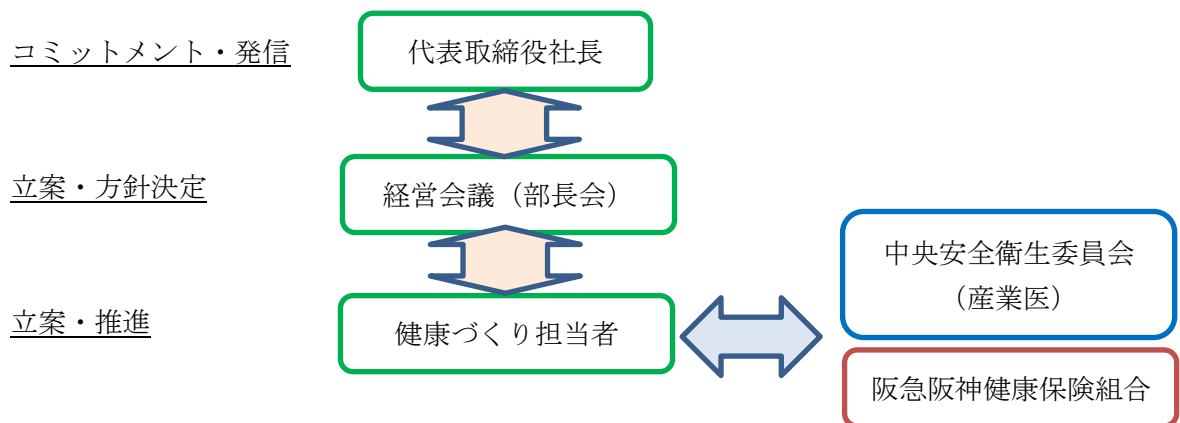 コミットメント・発信
代表取締役社長
立案・方針決定
経営会議（部長会）
中央安全衛生委員会
（産業医）
立案・推進
健康づくり担当者
阪急阪神健康保険組合